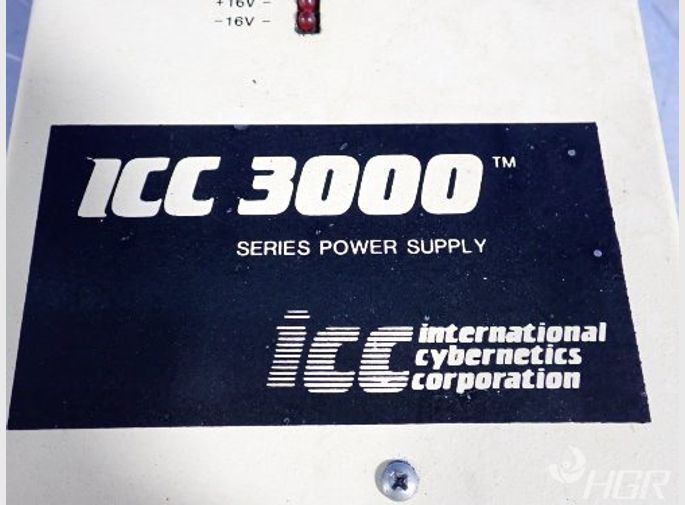 +16V -
-16V -
ICC 3000™
SERIES POWER SUPPLY
icc international
cybernetics
corporation
HGR